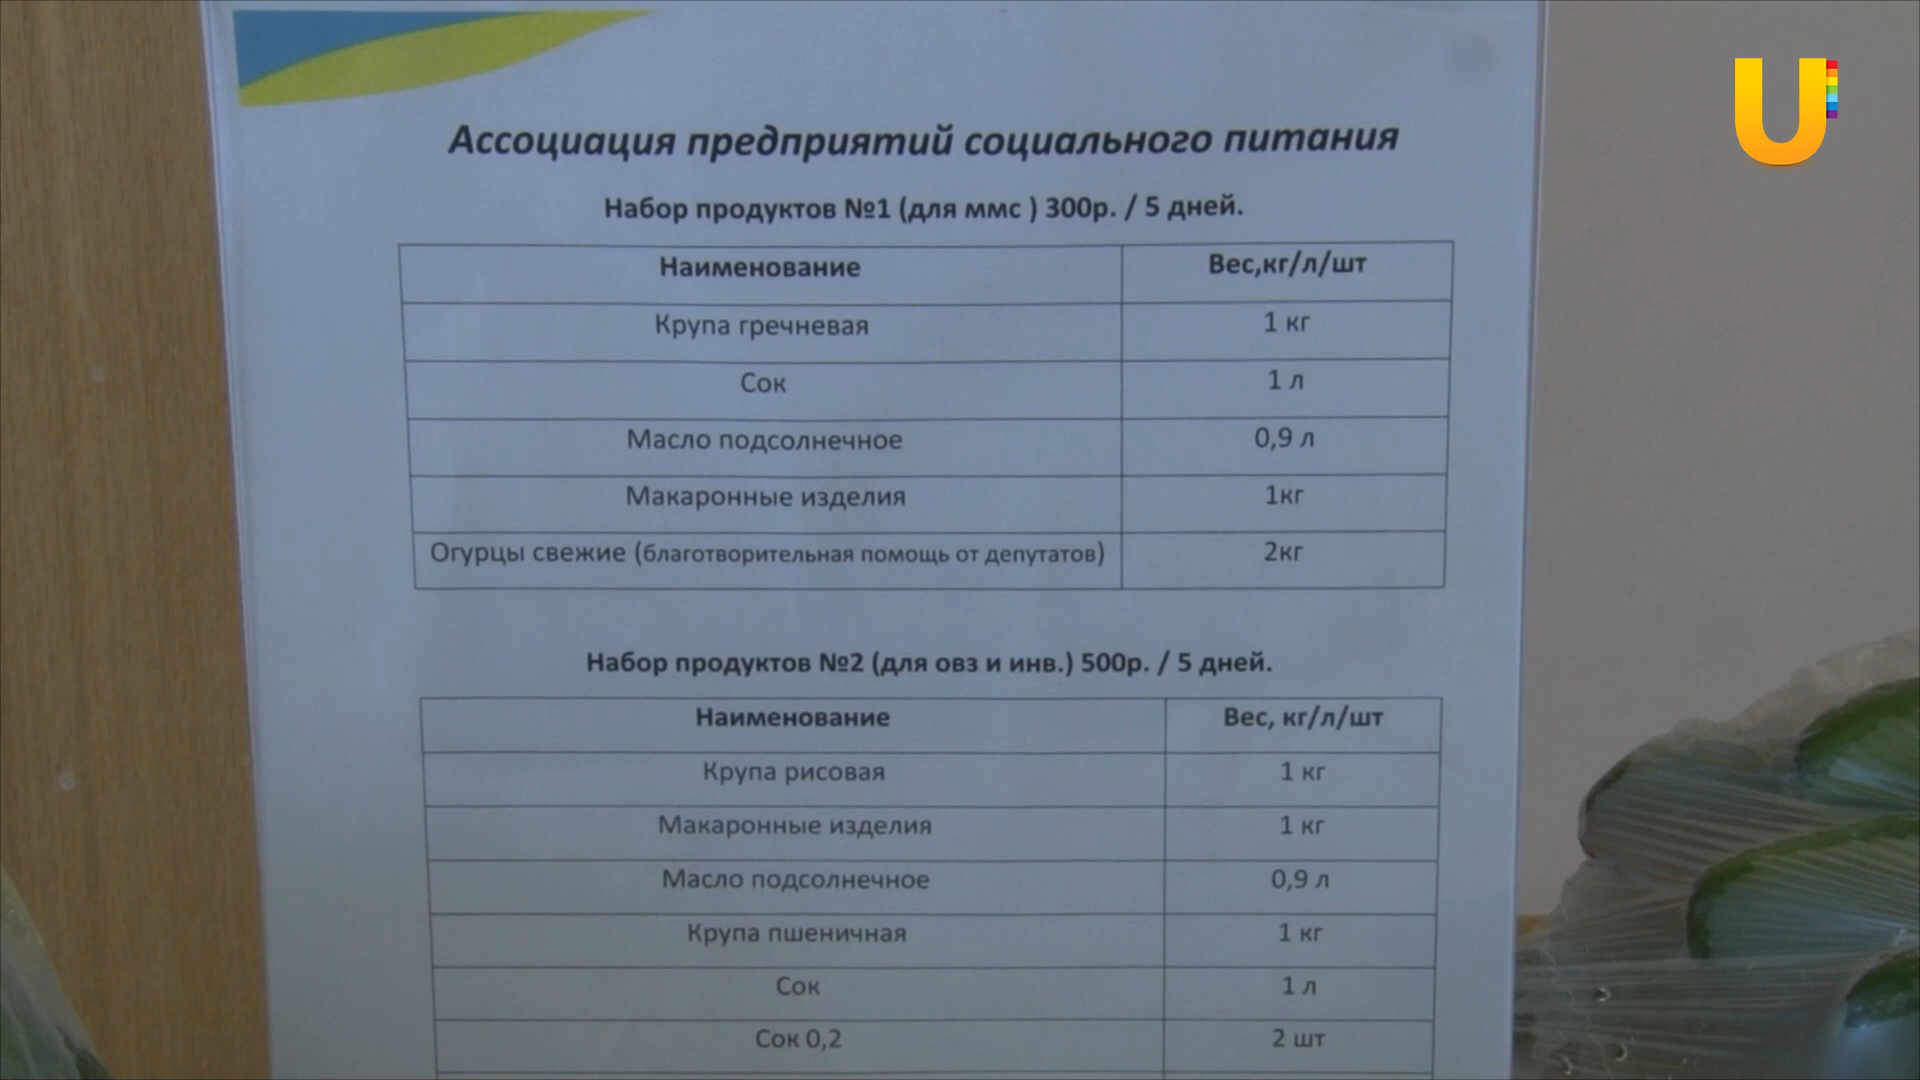 U
Ассоциация предприятий социального питания
Набор продуктов №1 (для ммс ) 300р. / 5 дней.
Наименование Вес,кг/л/шт
Крупа гречневая 1 кг
Сок 1 л
Масло подсолнечное 0,9 л
Макаронные изделия 1кг
Огурцы свежие (благотворительная помощь от депутатов) 2кг
Набор продуктов №2 (для овз и инв.) 500р. / 5 дней.
Наименование Вес, кг/л/шт
Крупа рисовая 1 кг
Макаронные изделия 1 кг
Масло подсолнечное 0,9 л
Крупа пшеничная 1 кг
Сок 1 л
Сок 0,2 2 шт